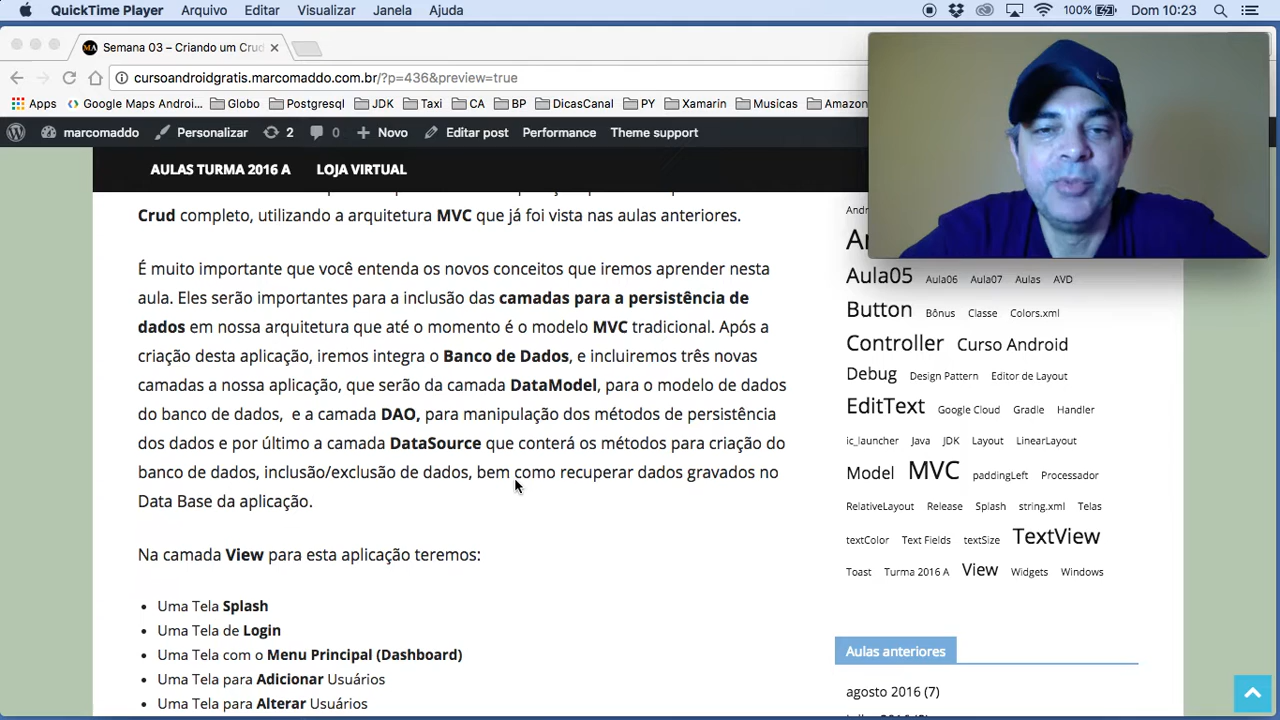 QuickTime Player Arquivo Editar Visualizar Janela Ajuda 100% Dom 10:23
MA Semana 03 – Criando um Crud
cursoandroidgratis.marcomaddo.com.br/?p=436&preview=true
Apps Google Maps Androi... Globo Postgresql JDK Taxi CA BP DicasCanal PY Xamarin Musicas Amazon
marcomaddo Personalizar 2 0 Novo Editar post Performance Theme support
AULAS TURMA 2016 A LOJA VIRTUAL
Crud completo, utilizando a arquitetura MVC que já foi vista nas aulas anteriores.
É muito importante que você entenda os novos conceitos que iremos aprender nesta
aula. Eles serão importantes para a inclusão das camadas para a persistência de
dados em nossa arquitetura que até o momento é o modelo MVC tradicional. Após a
criação desta aplicação, iremos integra o Banco de Dados, e incluiremos três novas
camadas a nossa aplicação, que serão da camada DataModel, para o modelo de dados
do banco de dados, e a camada DAO, para manipulação dos métodos de persistência
dos dados e por último a camada DataSource que conterá os métodos para criação do
banco de dados, inclusão/exclusão de dados, bem como recuperar dados gravados no
Data Base da aplicação.
Na camada View para esta aplicação teremos:
Uma Tela Splash
Uma Tela de Login
Uma Tela com o Menu Principal (Dashboard)
Uma Tela para Adicionar Usuários
Uma Tela para Alterar Usuários
Aula05 Aula06 Aula07 Aulas AVD
Button Bônus Classe Colors.xml
Controller Curso Android
Debug Design Pattern Editor de Layout
EditText Google Cloud Gradle Handler
ic_launcher Java JDK Layout LinearLayout
Model MVC paddingLeft Processador
RelativeLayout Release Splash string.xml Telas
textColor Text Fields textSize TextView
Toast Turma 2016 A View Widgets Windows
Aulas anteriores
agosto 2016 (7)